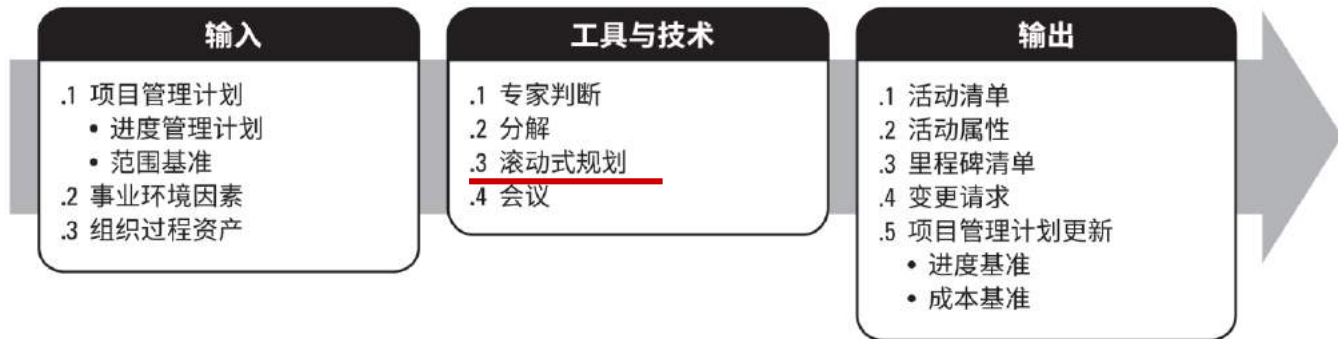 输入
.1 项目管理计划
• 进度管理计划
• 范围基准
.2 事业环境因素
.3 组织过程资产
工具与技术
.1 专家判断
.2 分解
.3 滚动式规划
.4 会议
输出
.1 活动清单
.2 活动属性
.3 里程碑清单
.4 变更请求
.5 项目管理计划更新
• 进度基准
• 成本基准